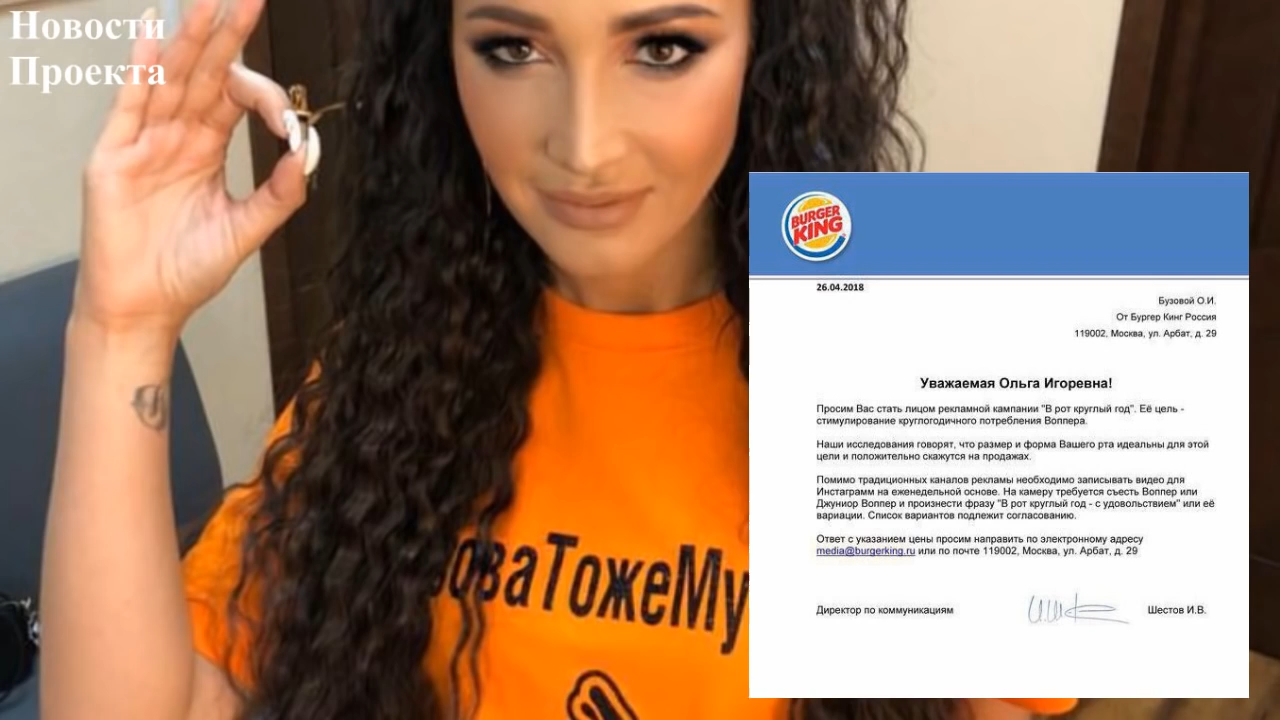 Новости
Проекта
оваТожеМу
BURGER
KING
26.04.2018
Бузовой О.И.
От Бургер Кинг Россия
119002, Москва, ул. Арбат, д. 29
Уважаемая Ольга Игоревна!
Просим Вас стать лицом рекламной кампании "В рот круглый год". Её цель -
стимулирование круглогодичного потребления Воппера.
Наши исследования говорят, что размер и форма Вашего рта идеальны для этой
цели и положительно скажутся на продажах.
Помимо традиционных каналов рекламы необходимо записывать видео для
Инстаграмм на еженедельной основе. На камеру требуется съесть Воппер или
Джуниор Воппер и произнести фразу "В рот круглый год - с удовольствием" или её
вариации. Список вариантов подлежит согласованию.
Ответ с указанием цены просим направить по электронному адресу
media@burgerking.ru или по почте 119002, Москва, ул. Арбат, д. 29
Директор по коммуникациям
Шестов И.В.